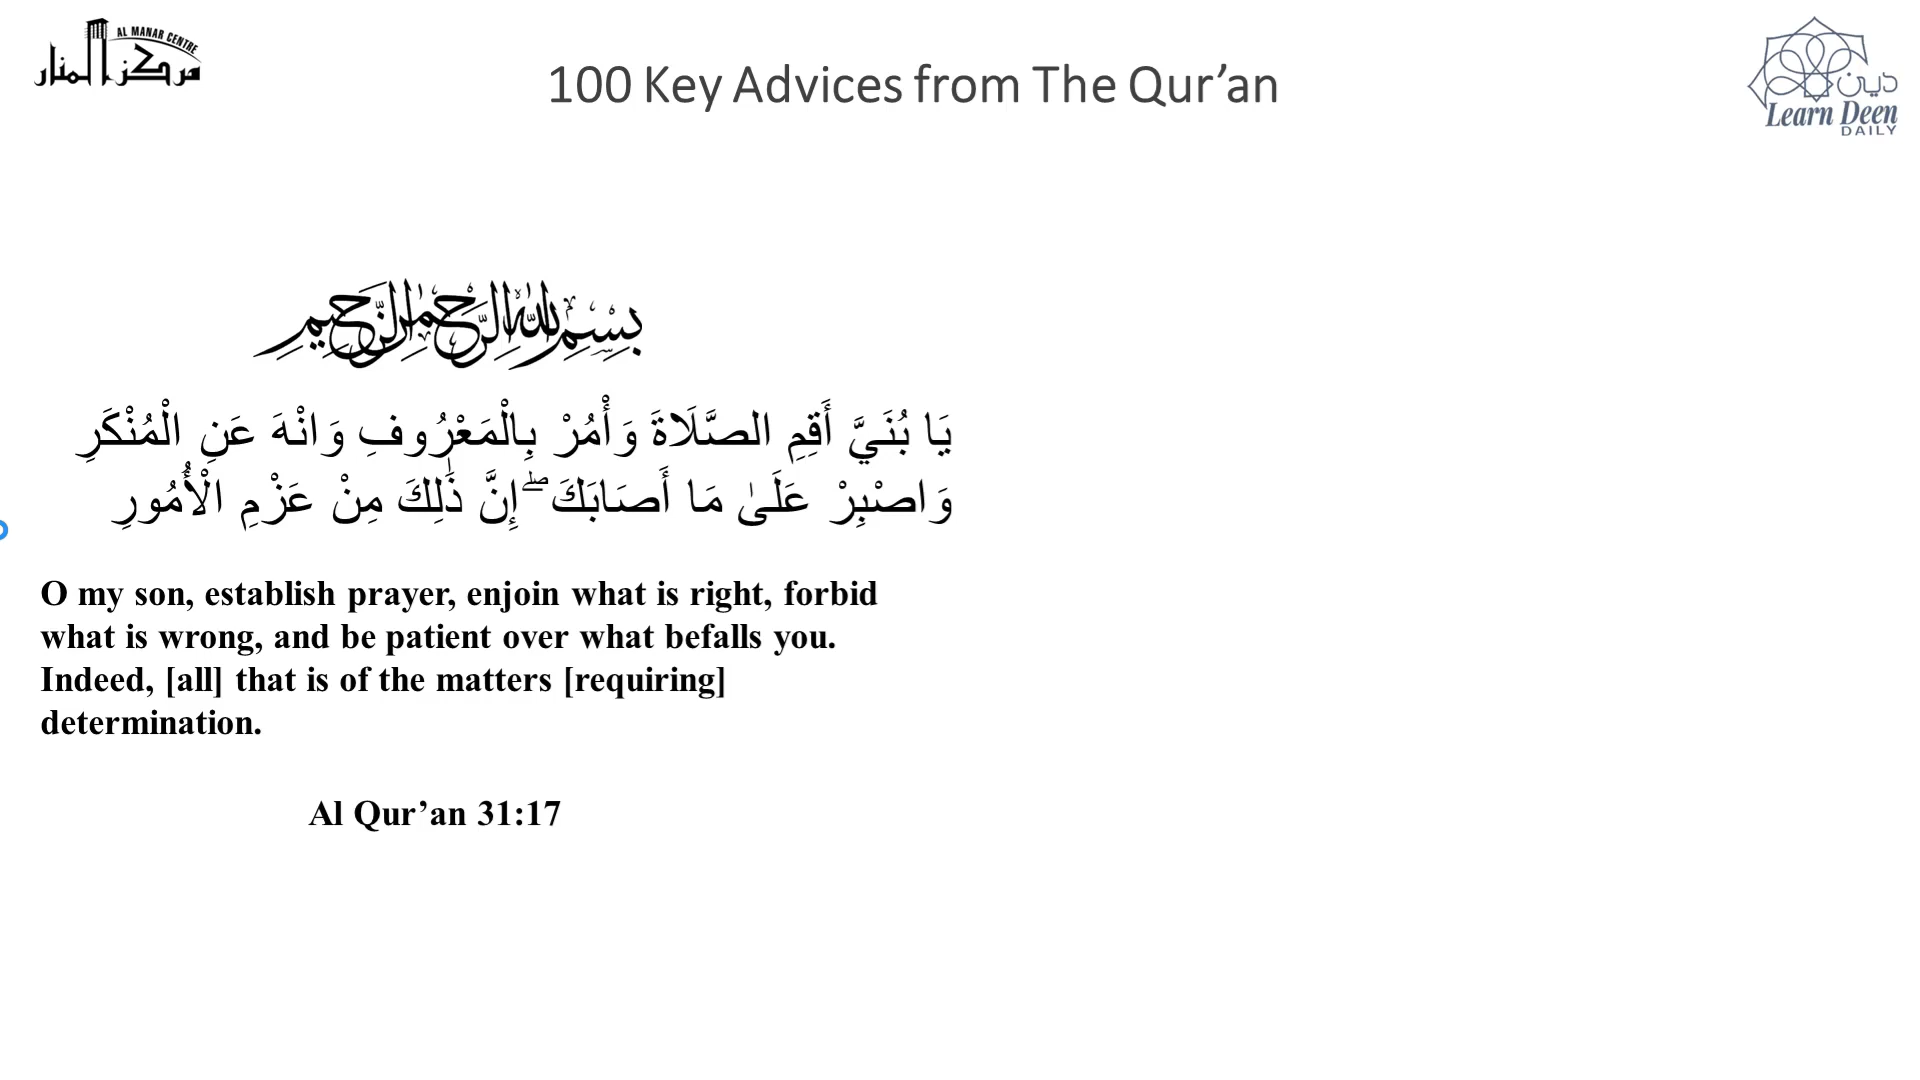 AL MANAR CENTRE
مركز المنار
100 Key Advices from The Qur’an
دين
Learn Deen
DAILY
بِسْمِ اللَّهِ الرَّحْمَٰنِ الرَّحِيمِ
يَا بُنَيَّ أَقِمِ الصَّلَاةَ وَأْمُرْ بِالْمَعْرُوفِ وَانْهَ عَنِ الْمُنْكَرِ
وَاصْبِرْ عَلَىٰ مَا أَصَابَكَ ۖ إِنَّ ذَٰلِكَ مِنْ عَزْمِ الْأُمُورِ
O my son, establish prayer, enjoin what is right, forbid
what is wrong, and be patient over what befalls you.
Indeed, [all] that is of the matters [requiring]
determination.
Al Qur’an 31:17